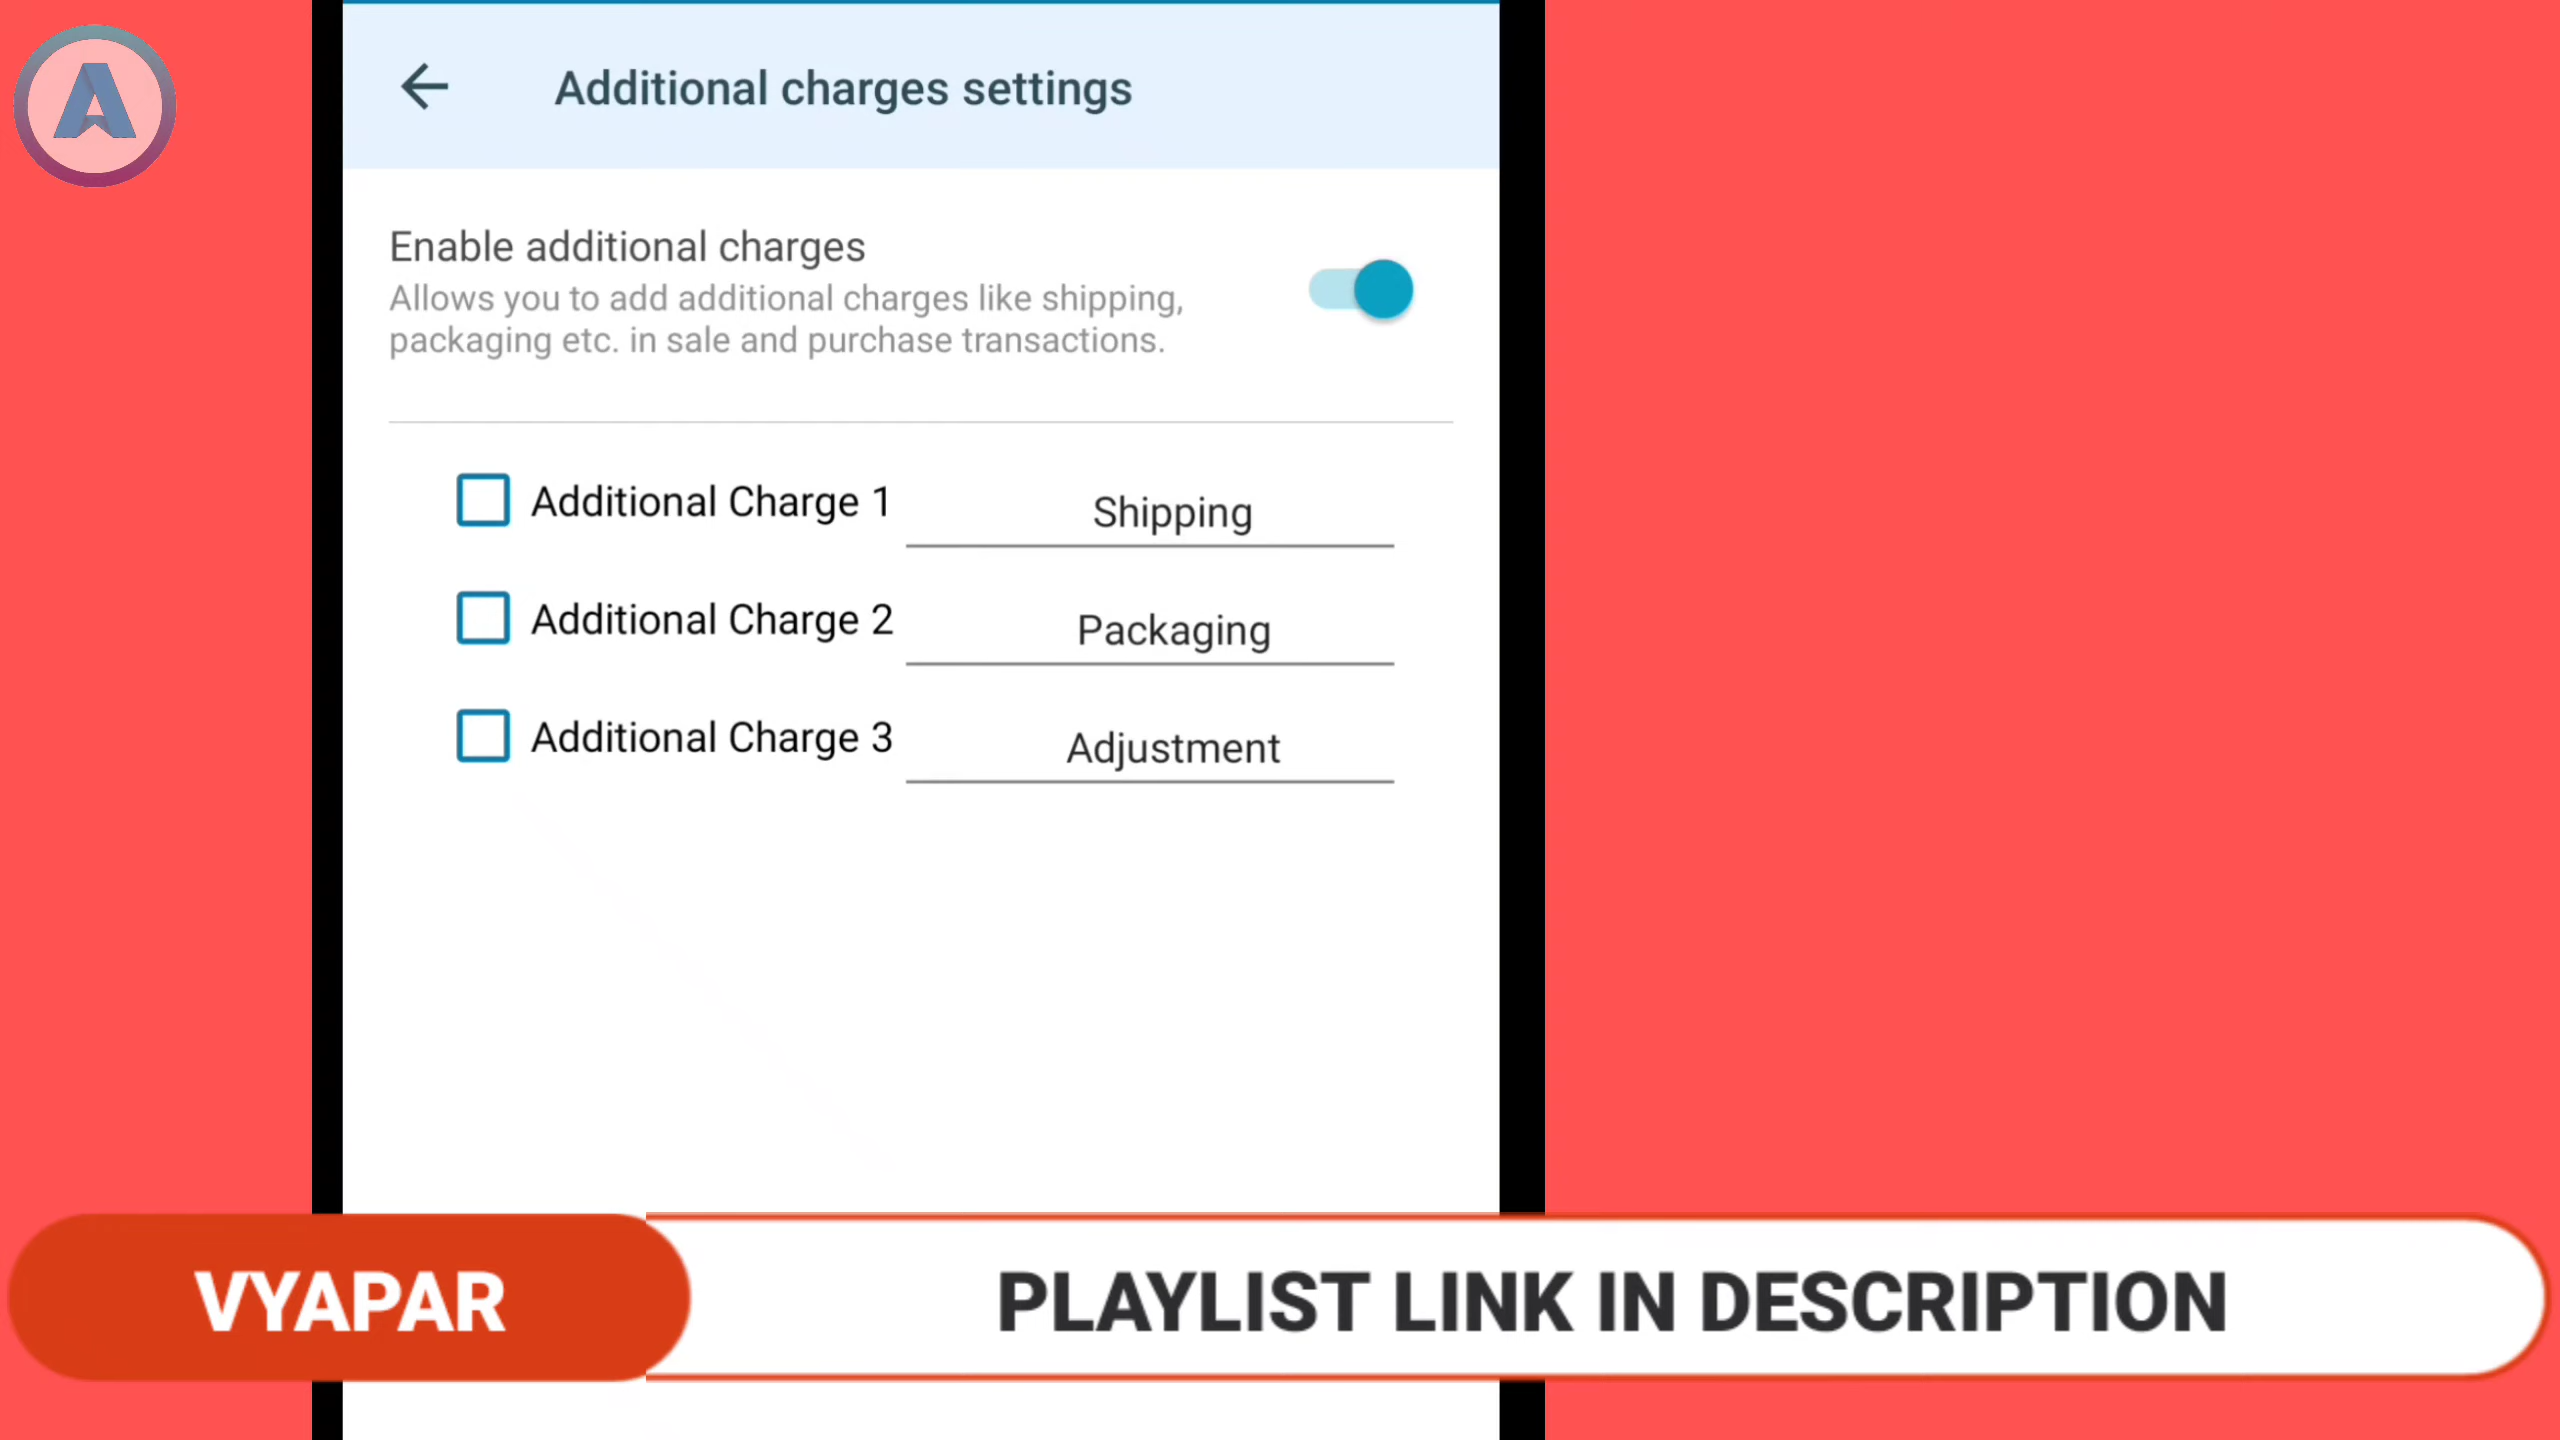 A
Additional charges settings
Enable additional charges
Allows you to add additional charges like shipping,
packaging etc. in sale and purchase transactions.
Additional Charge 1 Shipping
Additional Charge 2 Packaging
Additional Charge 3 Adjustment
VYAPAR PLAYLIST LINK IN DESCRIPTION